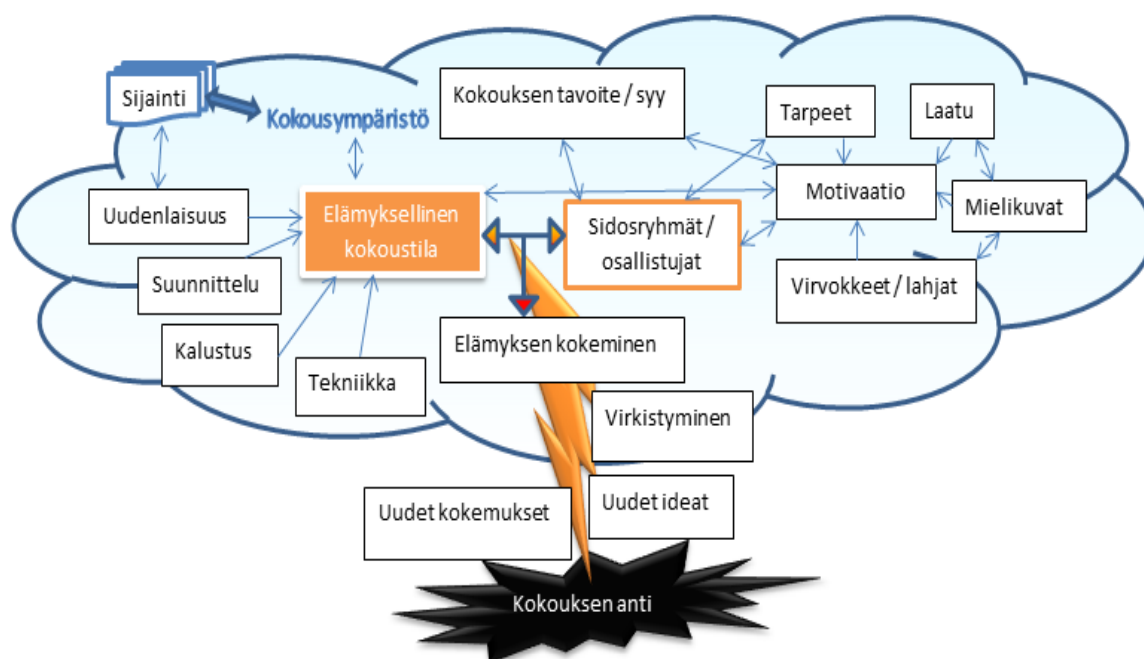 Sijainti
Kokousympäristö
Kokouksen tavoite / syy
Tarpeet
Laatu
Uudenlaisuus
Elämyksellinen
kokoustila
Sidosryhmät /
osallistujat
Motivaatio
Mielikuvat
Suunnittelu
Virvokkeet / lahjat
Kalustus
Tekniikka
Elämyksen kokeminen
Virkistyminen
Uudet kokemukset
Uudet ideat
Kokouksen anti